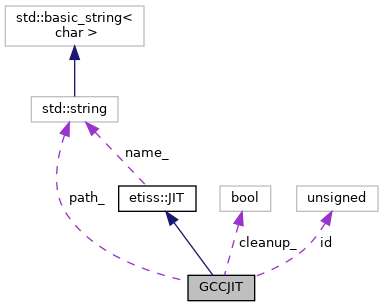 std::basic_string<
char >
std::string
name_
path_
etiss::JIT
bool
unsigned
cleanup_
id
GCCJIT